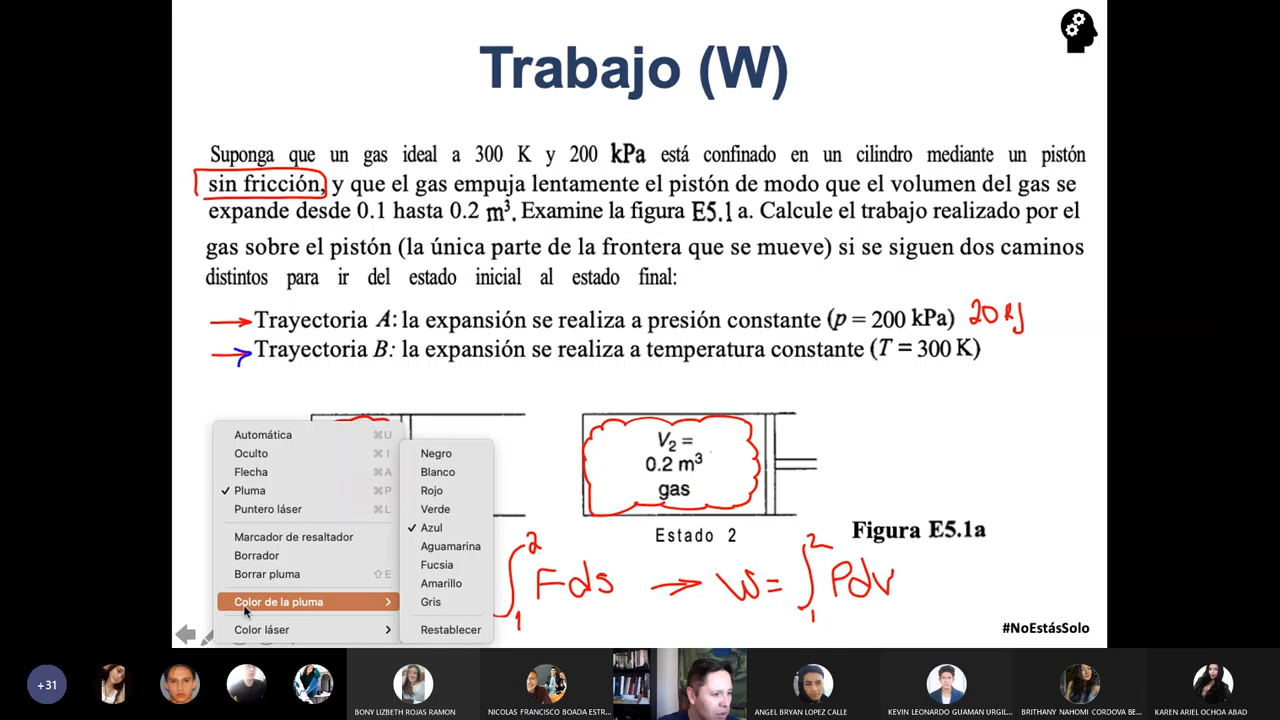 Trabajo (W)
Suponga que un gas ideal a 300 K y 200 kPa está confinado en un cilindro mediante un pistón
sin fricción, y que el gas empuja lentamente el pistón de modo que el volumen del gas se
expande desde 0.1 hasta 0.2 m³. Examine la figura E5.1a. Calcule el trabajo realizado por el
gas sobre el pistón (la única parte de la frontera que se mueve) si se siguen dos caminos
distintos para ir del estado inicial al estado final:
Trayectoria A: la expansión se realiza a presión constante (p = 200 kPa) 20 kJ
Trayectoria B: la expansión se realiza a temperatura constante (T = 300 K)
Automática ⌘U
Oculto ⌘I
Flecha ⌘A
✓ Pluma ⌘P
Puntero láser ⌘L
Marcador de resaltador
Borrador
Borrar pluma ⇧E
Color de la pluma >
Color láser >
Negro
Blanco
Rojo
Verde
✓ Azul
Aguamarina
Fucsia
Amarillo
Gris
Restablecer
V₂ =
0.2 m³
gas
Estado 2
Figura E5.1a
∫₁² Fds → W = ∫₁² Pdv
#NoEstásSolo
+31
BONY LIZBETH ROJAS RAMON
NICOLAS FRANCISCO BOADA ESTR...
ANGEL BRYAN LOPEZ CALLE
KEVIN LEONARDO GUAMAN URGIL...
BRITHANY NAHOMI CORDOVA BE...
KAREN ARIEL OCHOA ABAD